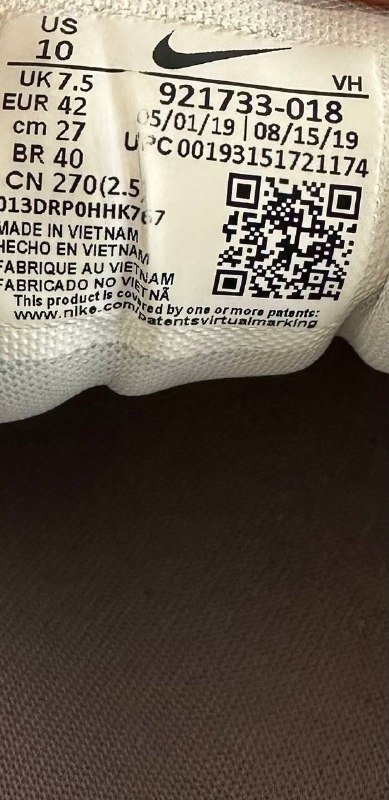 US
10
VH
UK 7.5
EUR 42
cm 27
BR 40
CN 270(2.5
921733-018
05/01/19 | 08/15/19
UPC 00193151721174
013DRP0HHK767
MADE IN VIETNAM
HECHO EN VIETNAM
FABRIQUE AU VIETNAM
FABRICADO NO VIETNÃ
This product is covered by one or more patents:
www.nike.com/patentsvirtualmarking